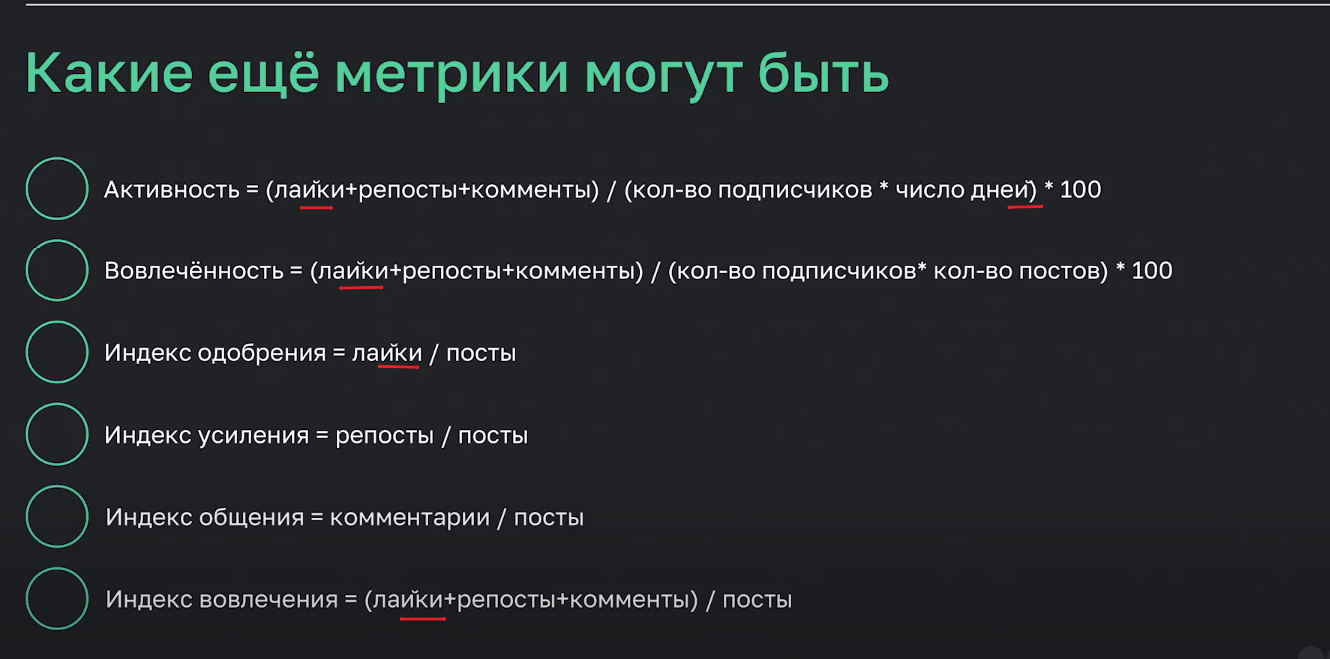 Какие ещё метрики могут быть
Активность = (лайки+репосты+комменты) / (кол-во подписчиков * число дней) * 100
Вовлечённость = (лайки+репосты+комменты) / (кол-во подписчиков* кол-во постов) * 100
Индекс одобрения = лайки / посты
Индекс усиления = репосты / посты
Индекс общения = комментарии / посты
Индекс вовлечения = (лайки+репосты+комменты) / посты